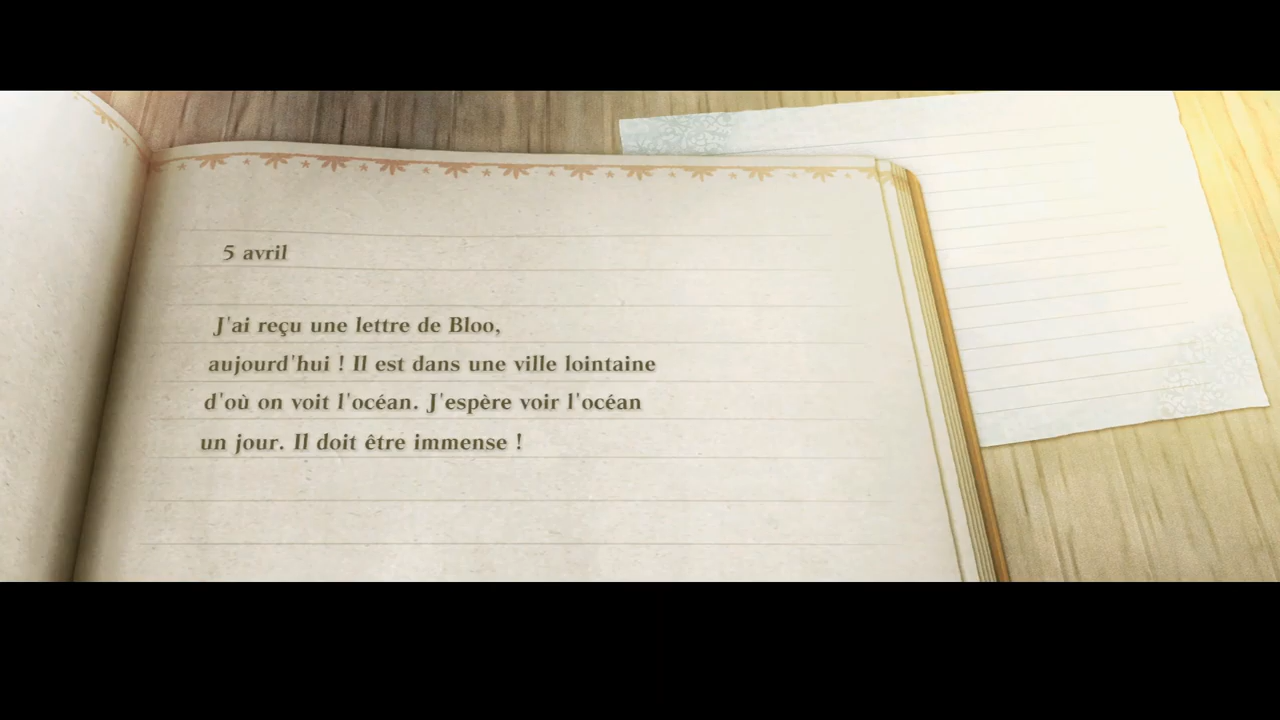 5 avril
J'ai reçu une lettre de Bloo,
aujourd'hui ! Il est dans une ville lointaine
d'où on voit l'océan. J'espère voir l'océan
un jour. Il doit être immense !